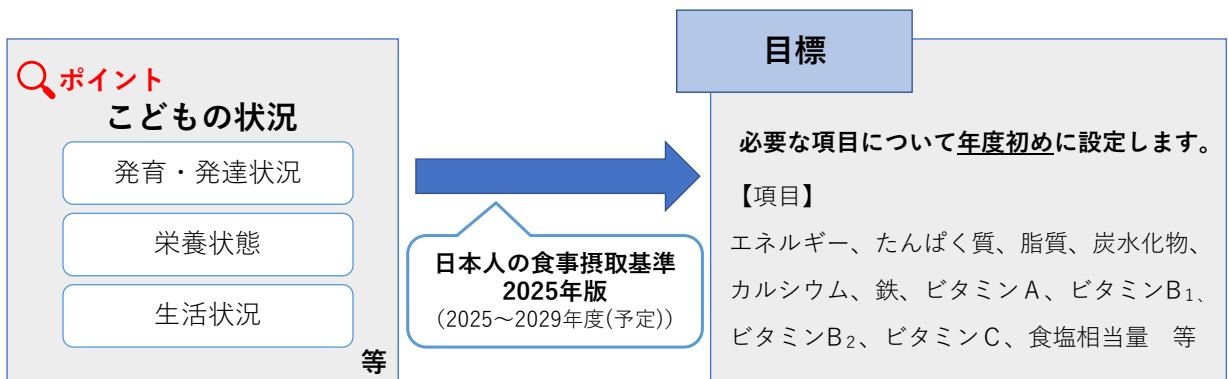 ポイント
こどもの状況
発育・発達状況
栄養状態
生活状況
等
日本人の食事摂取基準
2025年版
(2025～2029年度(予定))
目標
必要な項目について年度初めに設定します。
【項目】
エネルギー、たんぱく質、脂質、炭水化物、
カルシウム、鉄、ビタミンＡ、ビタミンB₁、
ビタミンB₂、ビタミンＣ、食塩相当量　等